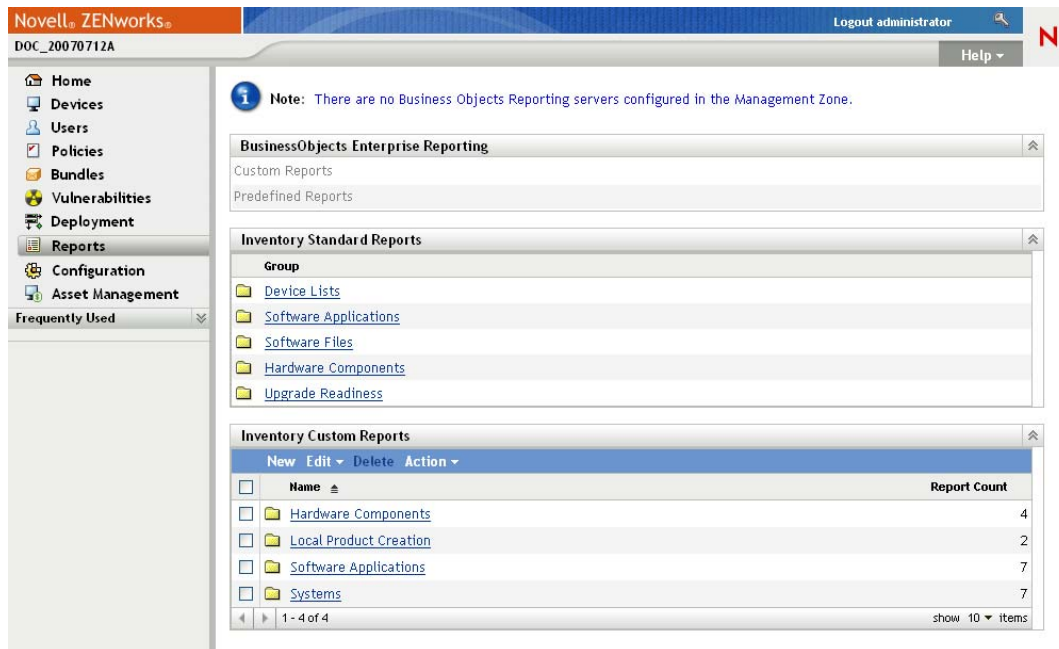 Novell® ZENworks®
Logout administrator
DOC_20070712A
Help
N
Home
Devices
Users
Policies
Bundles
Vulnerabilities
Deployment
Reports
Configuration
Asset Management
Frequently Used
Note: There are no Business Objects Reporting servers configured in the Management Zone.
BusinessObjects Enterprise Reporting
Custom Reports
Predefined Reports
Inventory Standard Reports
Group
Device Lists
Software Applications
Software Files
Hardware Components
Upgrade Readiness
Inventory Custom Reports
New Edit Delete Action
Name Report Count
Hardware Components 4
Local Product Creation 2
Software Applications 7
Systems 7
1 - 4 of 4 show 10 items